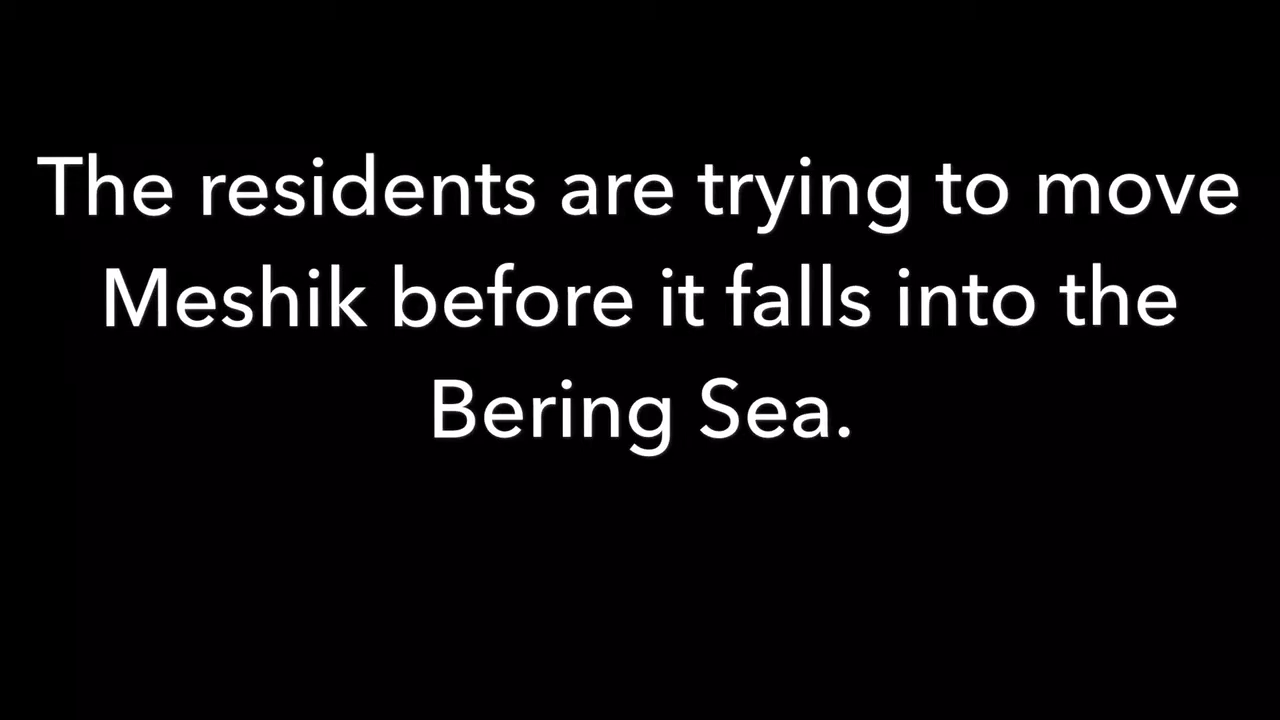 The residents are trying to move
Meshik before it falls into the
Bering Sea.